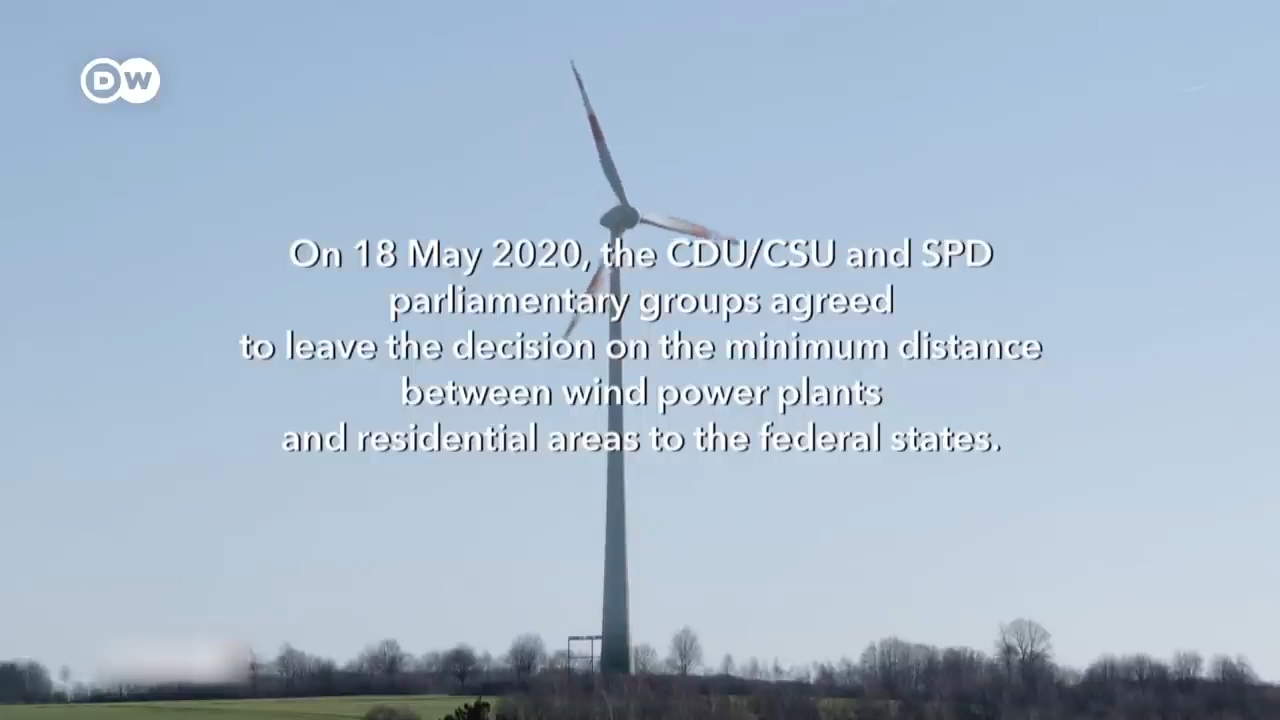 DW
On 18 May 2020, the CDU/CSU and SPD
parliamentary groups agreed
to leave the decision on the minimum distance
between wind power plants
and residential areas to the federal states.